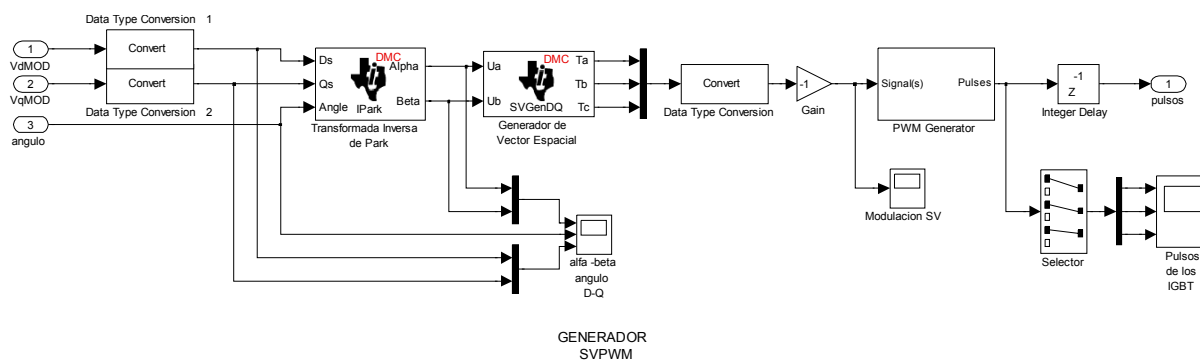 Data Type Conversion 1
1
VdMOD
Convert
2
VqMOD
Convert
Data Type Conversion 2
3
angulo
Ds
Qs
Angle
DMC
Alpha
Beta
IPark
Transformada Inversa
de Park
Ua
Ub
DMC
SVGenDQ
Ta
Tb
Tc
Generador de
Vector Espacial
Convert
Data Type Conversion
-1
Gain
Signal(s)
Pulses
PWM Generator
-1
Z
Integer Delay
1
pulsos
Modulacion SV
Selector
Pulsos
de los
IGBT
alfa -beta
angulo
D-Q
GENERADOR
SVPWM